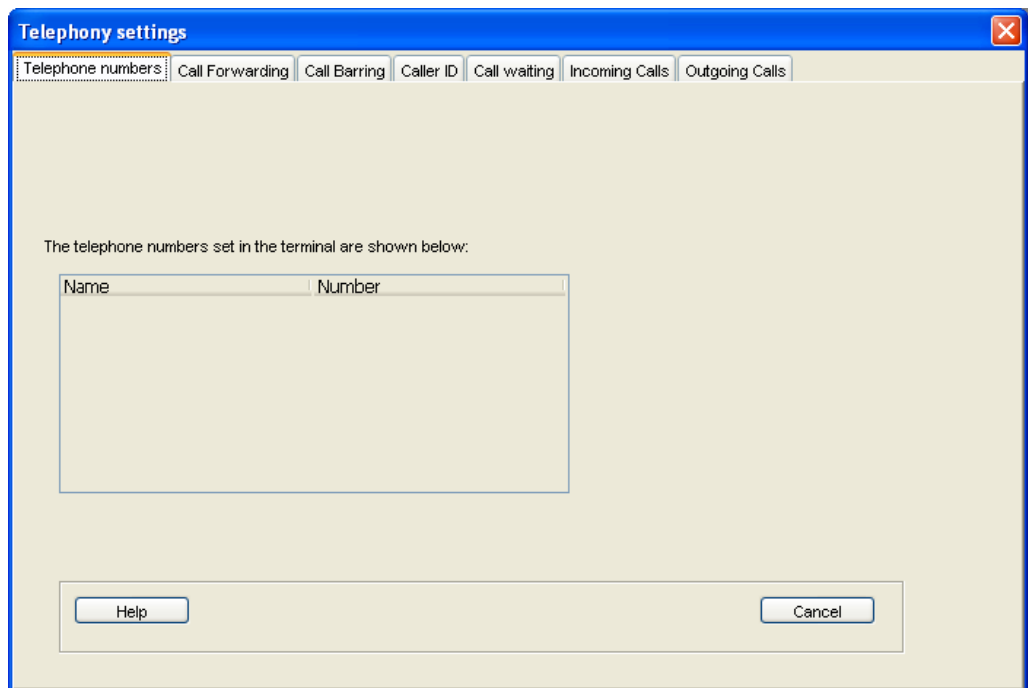 Telephony settings
Telephone numbers Call Forwarding Call Barring Caller ID Call waiting Incoming Calls Outgoing Calls
The telephone numbers set in the terminal are shown below:
Name Number
Help Cancel